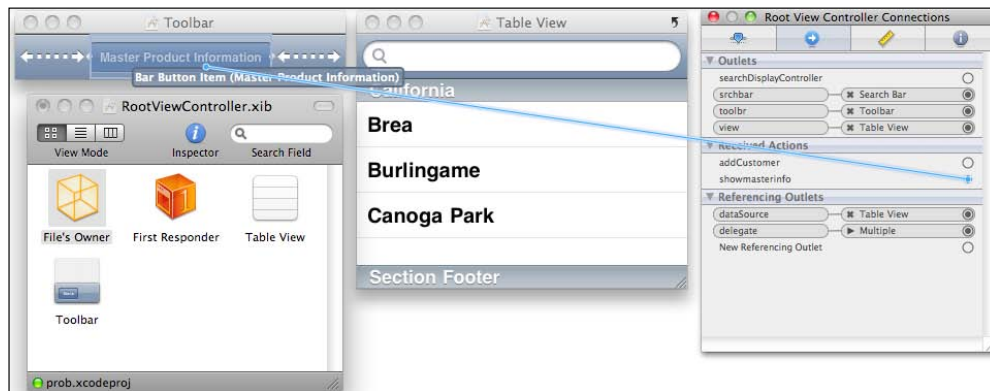 Toolbar
Master Product Information
Bar Button Item (Master Product Information)
RootViewController.xib
View Mode
Inspector
Search Field
File's Owner
First Responder
Table View
Toolbar
prob.xcodeproj
Table View
California
Brea
Burlingame
Canoga Park
Section Footer
Root View Controller Connections
Outlets
searchDisplayController
srchbar
Search Bar
toolbr
Toolbar
view
Table View
Received Actions
addCustomer
showmasterinfo
Referencing Outlets
dataSource
Table View
delegate
Multiple
New Referencing Outlet